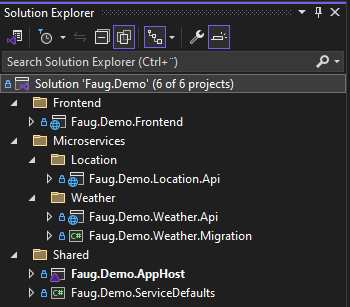 Solution Explorer
Search Solution Explorer (Ctrl+¨)
Solution 'Faug.Demo' (6 of 6 projects)
Frontend
Faug.Demo.Frontend
Microservices
Location
Faug.Demo.Location.Api
Weather
Faug.Demo.Weather.Api
C# Faug.Demo.Weather.Migration
Shared
Faug.Demo.AppHost
C# Faug.Demo.ServiceDefaults